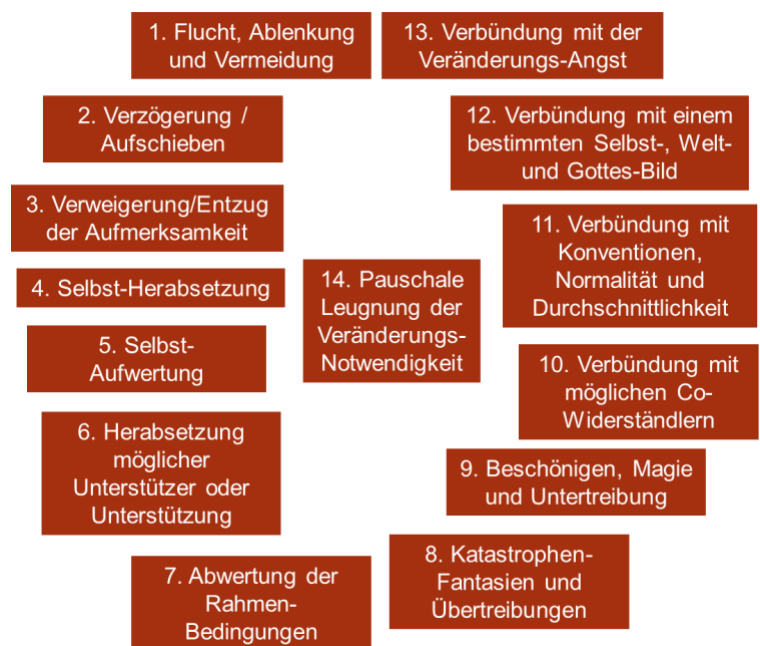 1. Flucht, Ablenkung
und Vermeidung
2. Verzögerung /
Aufschieben
3. Verweigerung/Entzug
der Aufmerksamkeit
4. Selbst-Herabsetzung
5. Selbst-
Aufwertung
6. Herabsetzung
möglicher
Unterstützer oder
Unterstützung
7. Abwertung der
Rahmen-
Bedingungen
8. Katastrophen-
Fantasien und
Übertreibungen
9. Beschönigen, Magie
und Untertreibung
10. Verbündung mit
möglichen Co-
Widerständlern
11. Verbündung mit
Konventionen,
Normalität und
Durchschnittlichkeit
12. Verbündung mit einem
bestimmten Selbst-, Welt-
und Gottes-Bild
13. Verbündung mit der
Veränderungs-Angst
14. Pauschale
Leugnung der
Veränderungs-
Notwendigkeit